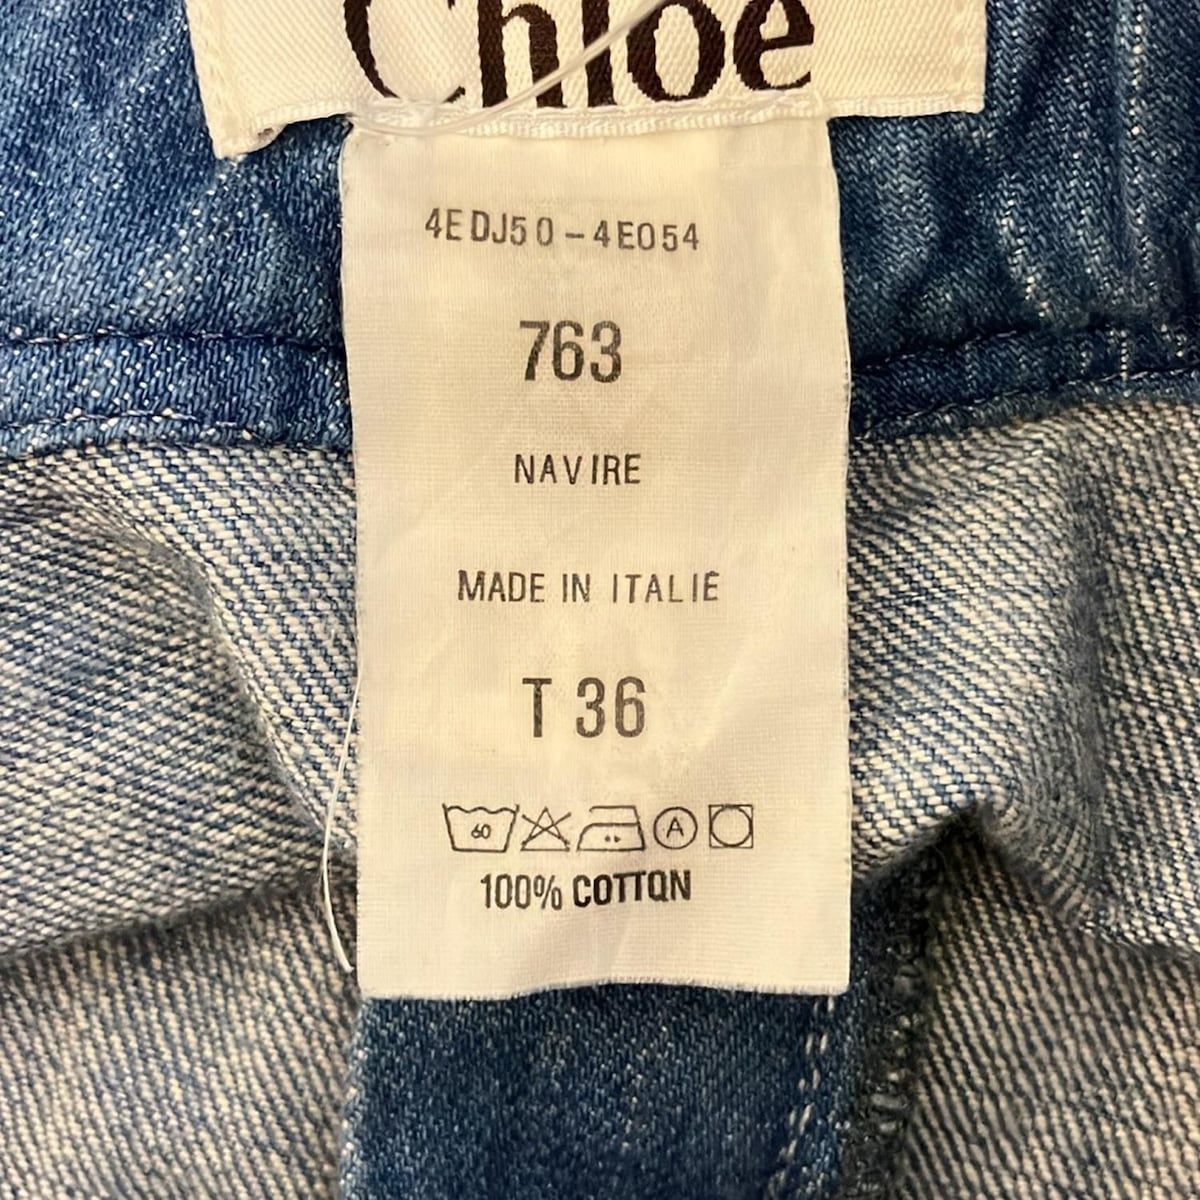 Chloé
4EDJ50-4E054
763
NAVIRE
MADE IN ITALIE
T 36
60 A
100% COTTON